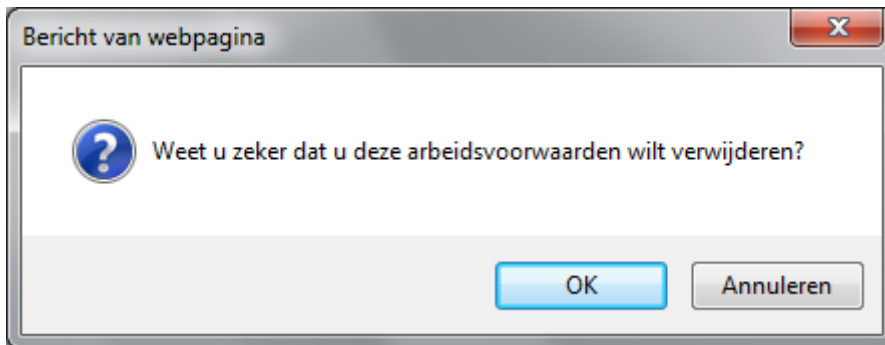 Bericht van webpagina
Weet u zeker dat u deze arbeidsvoorwaarden wilt verwijderen?
OK
Annuleren